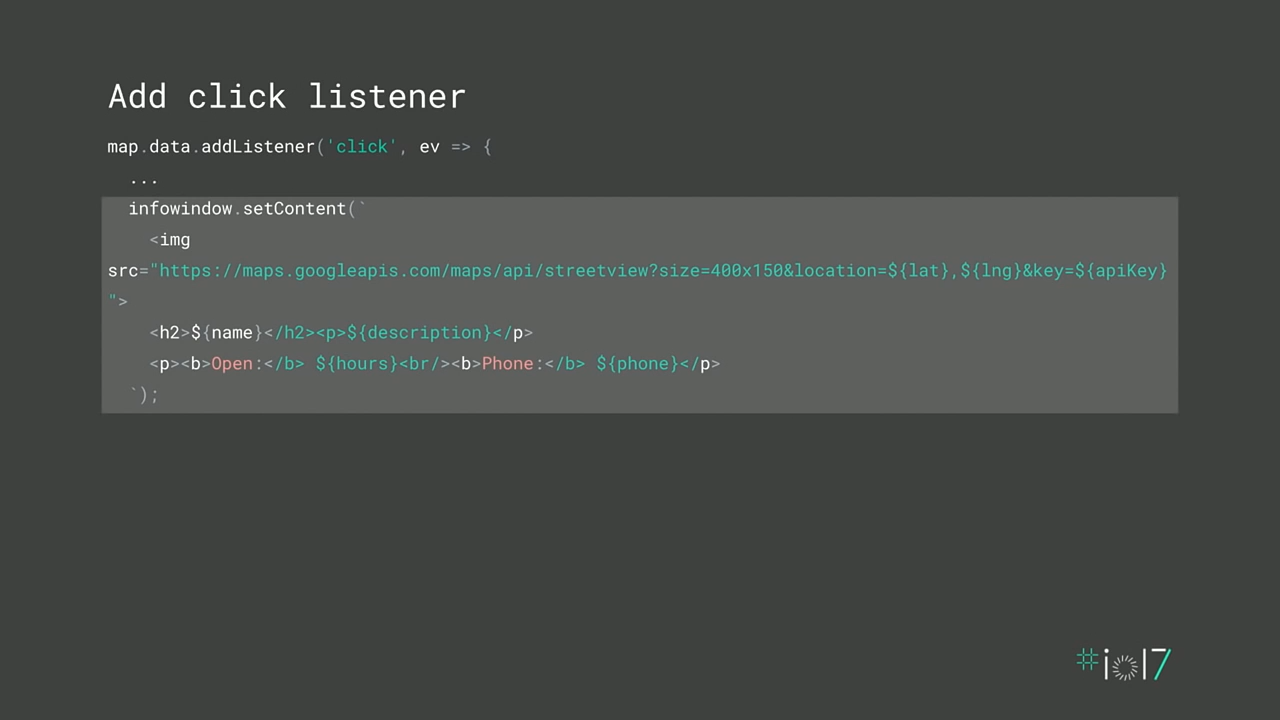 Add click listener
map.data.addListener('click', ev => {
...
infowindow.setContent(`
<img
src="https://maps.googleapis.com/maps/api/streetview?size=400x150&location=${lat},${lng}&key=${apiKey}
">
<h2>${name}</h2><p>${description}</p>
<p><b>Open:</b> ${hours}<br/><b>Phone:</b> ${phone}</p>
`);
#io17